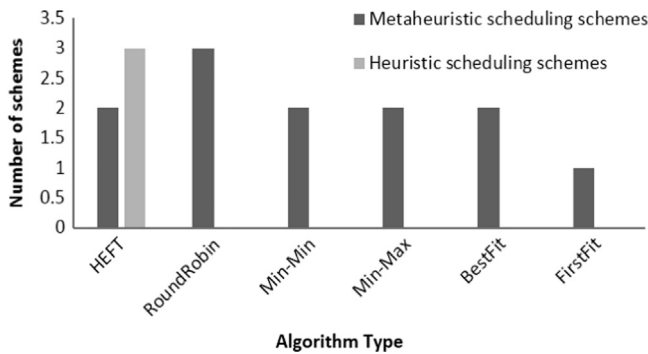 3.5
3
2.5
2
1.5
1
0.5
0
Number of schemes
Metaheuristic scheduling schemes
Heuristic scheduling schemes
HEFT
RoundRobin
Min-Min
Min-Max
BestFit
FirstFit
Algorithm Type